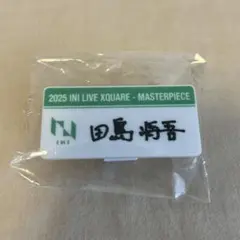 2025 INI LIVE XQUARE - MASTERPIECE
INI
田島 将吾